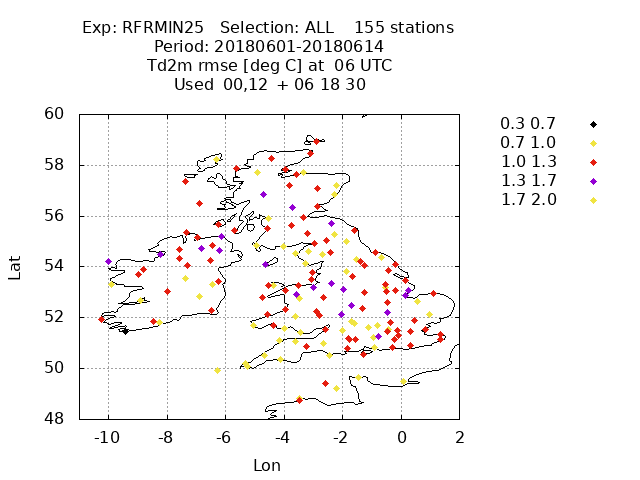 Exp: RFRMIN25 Selection: ALL 155 stations
Period: 20180601-20180614
Td2m rmse [deg C] at 06 UTC
Used 00,12 + 06 18 30
60
58
56
54
52
50
48
-10 -8 -6 -4 -2 0 2
Lat
Lon
0.3 0.7
0.7 1.0
1.0 1.3
1.3 1.7
1.7 2.0